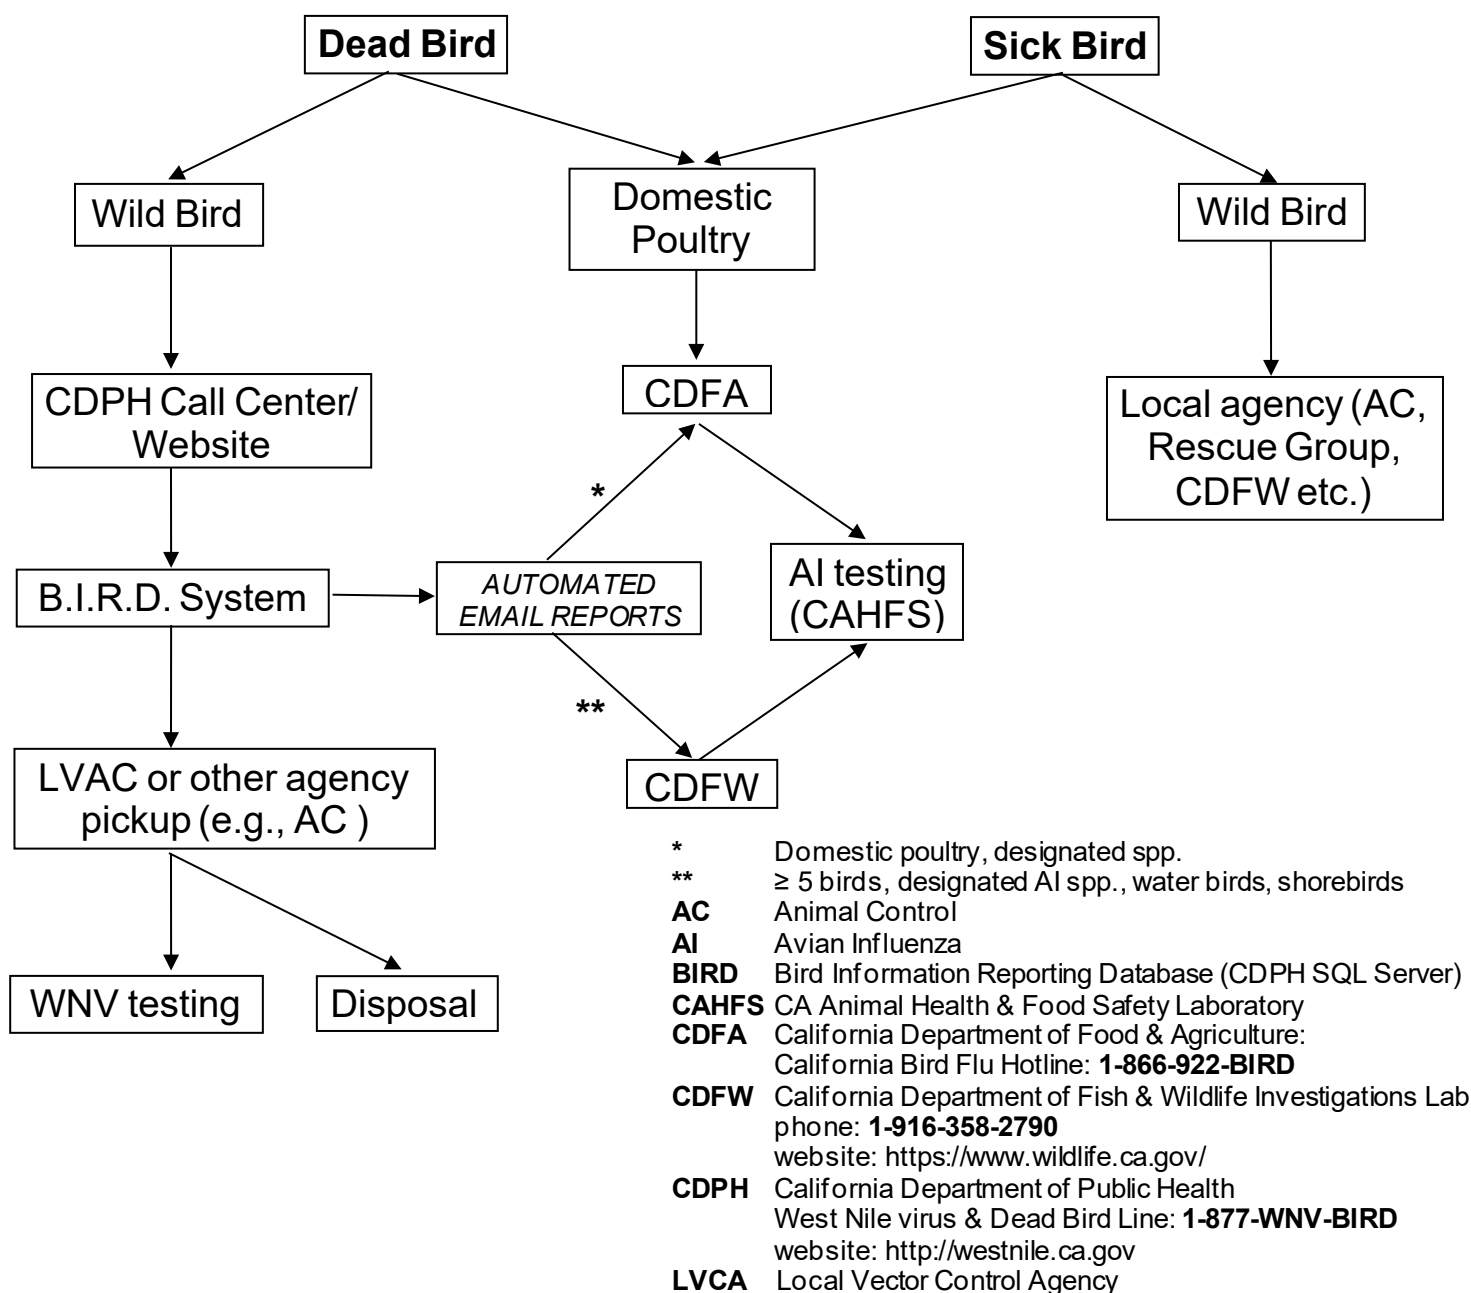 Dead Bird
Sick Bird
Wild Bird
Domestic
Poultry
Wild Bird
CDPH Call Center/
Website
CDFA
Local agency (AC,
Rescue Group,
CDFW etc.)
*
B.I.R.D. System
AUTOMATED
EMAIL REPORTS
AI testing
(CAHFS)
**
LVAC or other agency
pickup (e.g., AC )
CDFW
WNV testing
Disposal
* Domestic poultry, designated spp.
** ≥ 5 birds, designated AI spp., water birds, shorebirds
AC Animal Control
AI Avian Influenza
BIRD Bird Information Reporting Database (CDPH SQL Server)
CAHFS CA Animal Health & Food Safety Laboratory
CDFA California Department of Food & Agriculture:
California Bird Flu Hotline: 1-866-922-BIRD
CDFW California Department of Fish & Wildlife Investigations Lab
phone: 1-916-358-2790
website: https://www.wildlife.ca.gov/
CDPH California Department of Public Health
West Nile virus & Dead Bird Line: 1-877-WNV-BIRD
website: http://westnile.ca.gov
LVCA Local Vector Control Agency